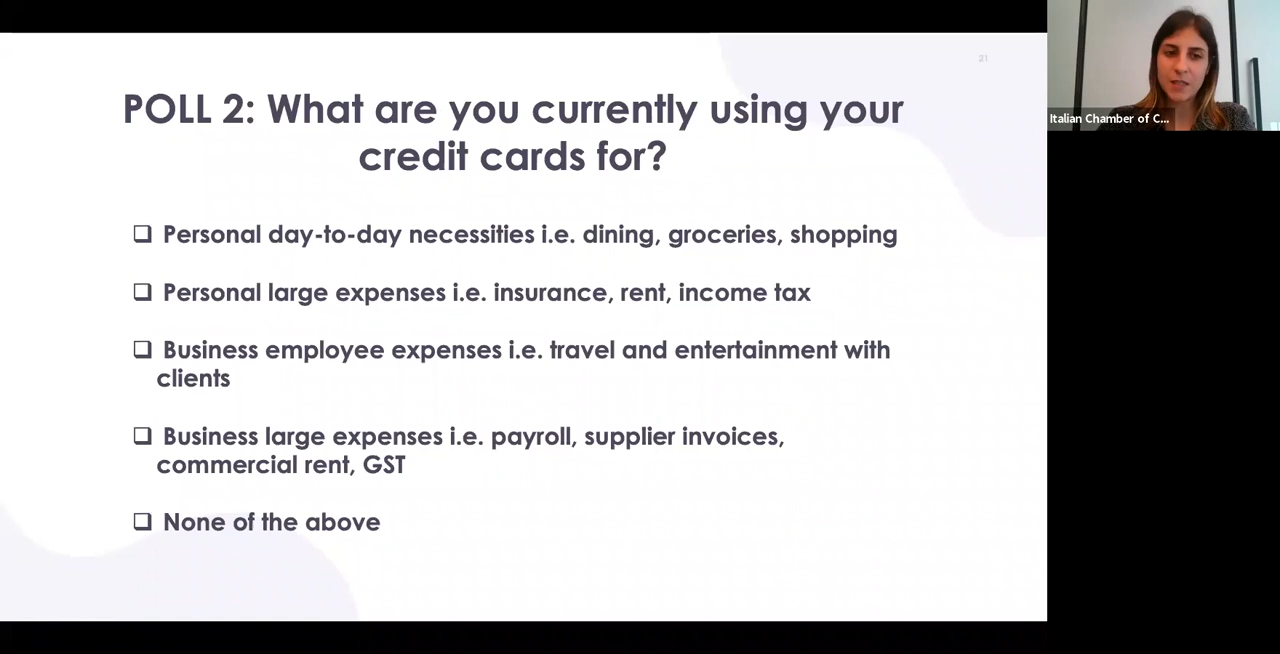 21
POLL 2: What are you currently using your
credit cards for?
❑ Personal day-to-day necessities i.e. dining, groceries, shopping
❑ Personal large expenses i.e. insurance, rent, income tax
❑ Business employee expenses i.e. travel and entertainment with
clients
❑ Business large expenses i.e. payroll, supplier invoices,
commercial rent, GST
❑ None of the above
Italian Chamber of C...